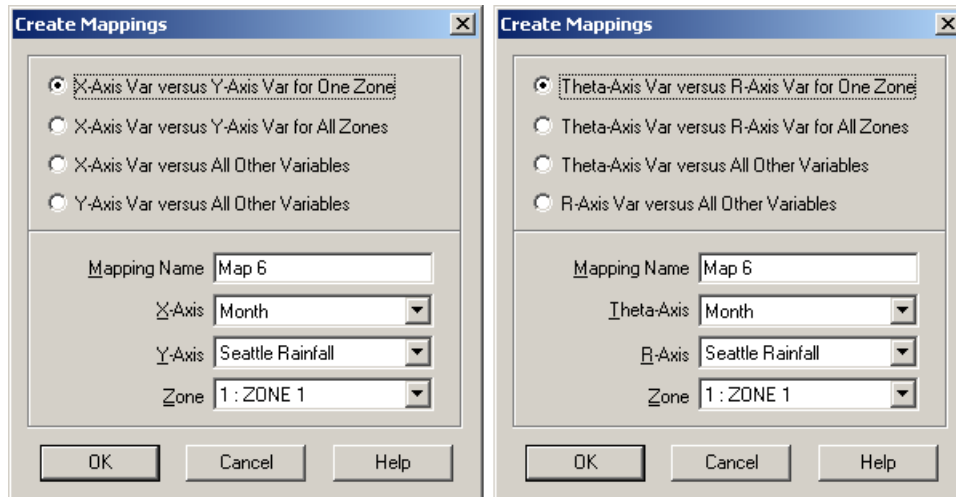 Create Mappings
X-Axis Var versus Y-Axis Var for One Zone
X-Axis Var versus Y-Axis Var for All Zones
X-Axis Var versus All Other Variables
Y-Axis Var versus All Other Variables
Mapping Name Map 6
X-Axis Month
Y-Axis Seattle Rainfall
Zone 1 : ZONE 1
OK Cancel Help
Create Mappings
Theta-Axis Var versus R-Axis Var for One Zone
Theta-Axis Var versus R-Axis Var for All Zones
Theta-Axis Var versus All Other Variables
R-Axis Var versus All Other Variables
Mapping Name Map 6
Theta-Axis Month
R-Axis Seattle Rainfall
Zone 1 : ZONE 1
OK Cancel Help